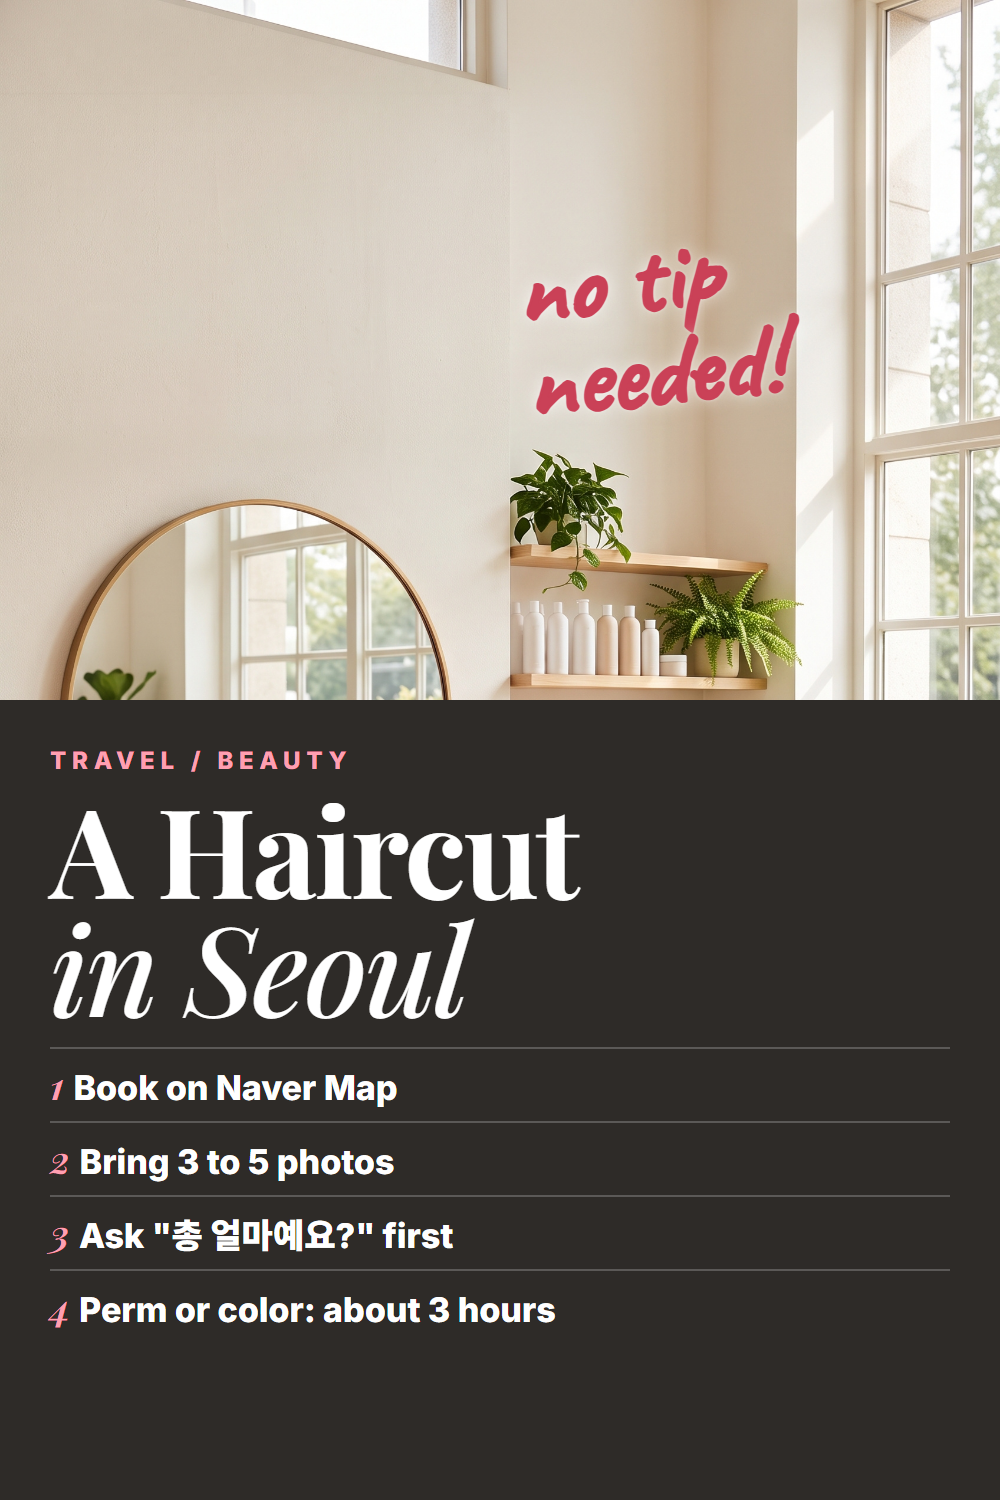 no tip
needed!
TRAVEL / BEAUTY
A Haircut
in Seoul
1 Book on Naver Map
2 Bring 3 to 5 photos
3 Ask "총 얼마예요?" first
4 Perm or color: about 3 hours